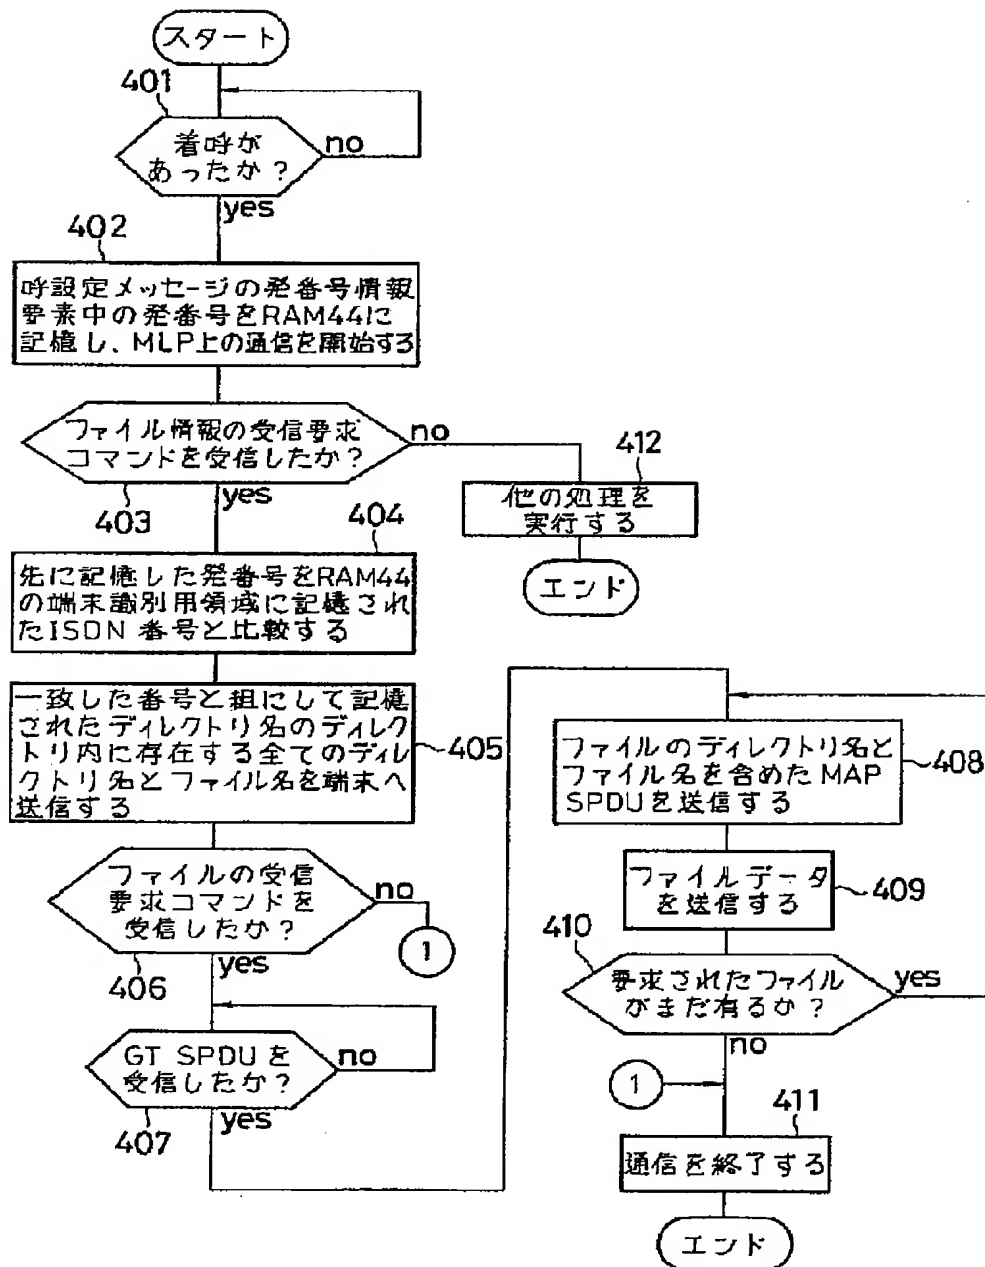 スタート
401
着呼が
あったか？
no
yes
402
呼設定メッセージの発番号情報
要素中の発番号をRAM44に
記憶し、MLP上の通信を開始する
ファイル情報の受信要求
コマンドを受信したか？
no
yes
403
412
他の処理を
実行する
エンド
404
先に記憶した発番号をRAM44
の端末識別用領域に記憶され
たISDN 番号と比較する
一致した番号と組にして記憶
されたディレクトリ名のディレク
トリ内に存在する全てのディレ
クトリ名とファイル名を端末へ
送信する
405
ファイルの受信
要求コマンドを
受信したか？
no
1
yes
406
GT SPDU を
受信したか？
no
yes
407
ファイルのディレクトリ名と
ファイル名を含めた MAP
SPDUを送信する
408
ファイルデータ
を送信する
409
410
要求されたファイル
がまだ有るか？
yes
no
1
411
通信を終了する
エンド